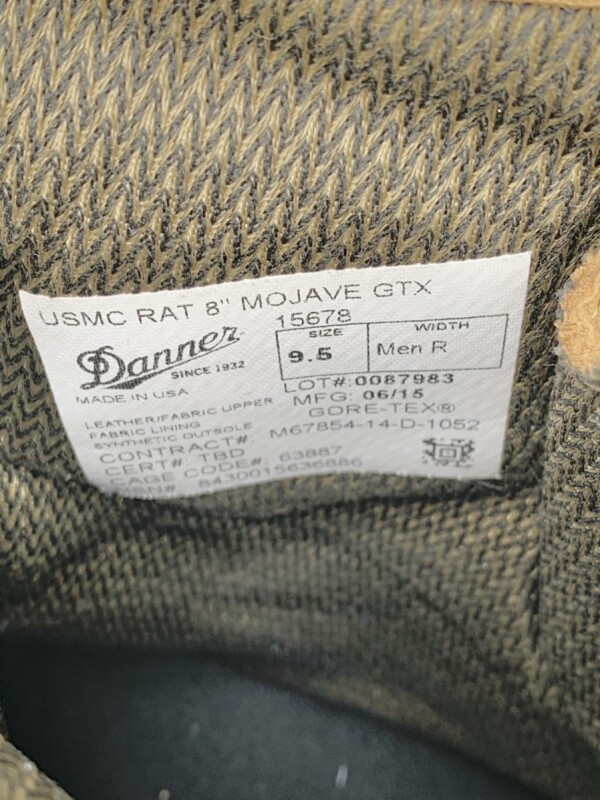 USMC RAT 8" MOJAVE GTX
15678
Danner
SINCE 1932
MADE IN USA
SIZE
9.5
WIDTH
Men R
LOT#: 0087983
MFG: 06/15
LEATHER/FABRIC UPPER
FABRIC LINING
SYNTHETIC OUTSOLE
GORE-TEX®
CONTRACT#: M67854-14-D-1052
CERT#: TBD
CAGE CODE#: 63887
NSN# 8430015636886